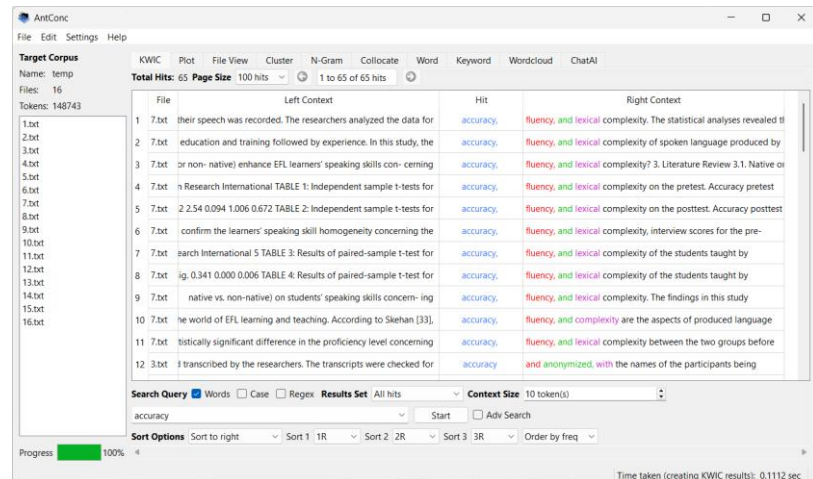 AntConc
File Edit Settings Help
Target Corpus
Name: temp
Files: 16
Tokens: 148743
1.txt
2.txt
3.txt
4.txt
5.txt
6.txt
7.txt
8.txt
9.txt
10.txt
11.txt
12.txt
13.txt
14.txt
15.txt
16.txt
Progress 100%
KWIC Plot File View Cluster N-Gram Collocate Word Keyword Wordcloud ChatAI
Total Hits: 65 Page Size 100 hits 1 to 65 of 65 hits
File Left Context Hit Right Context
1 7.txt their speech was recorded. The researchers analyzed the data for accuracy, fluency, and lexical complexity. The statistical analyses revealed th
2 7.txt education and training followed by experience. In this study, the accuracy, fluency, and lexical complexity of spoken language produced by
3 7.txt or non- native) enhance EFL learners' speaking skills con- cerning accuracy, fluency, and lexical complexity? 3. Literature Review 3.1. Native or
4 7.txt n Research International TABLE 1: Independent sample t-tests for accuracy, fluency, and lexical complexity on the pretest. Accuracy pretest
5 7.txt 2 2.54 0.094 1.006 0.672 TABLE 2: Independent sample t-tests for accuracy, fluency, and lexical complexity on the posttest. Accuracy posttest
6 7.txt confirm the learners' speaking skill homogeneity concerning the accuracy, fluency, and lexical complexity, interview scores for the pre-
7 7.txt earch International 5 TABLE 3: Results of paired-sample t-test for accuracy, fluency, and lexical complexity of the students taught by
8 7.txt ig. 0.341 0.000 0.006 TABLE 4: Results of paired-sample t-test for accuracy, fluency, and lexical complexity of the students taught by
9 7.txt native vs. non-native) on students' speaking skills concern- ing accuracy, fluency, and lexical complexity. The findings in this study
10 7.txt he world of EFL learning and teaching. According to Skehan [33], accuracy, fluency, and complexity are the aspects of produced language
11 7.txt tistically significant difference in the proficiency level concerning accuracy, fluency, and lexical complexity between the two groups before
12 3.txt d transcribed by the researchers. The transcripts were checked for accuracy and anonymized, with the names of the participants being
Search Query Words Case Regex Results Set All hits Context Size 10 token(s)
accuracy Start Adv Search
Sort Options Sort to right Sort 1 1R Sort 2 2R Sort 3 3R Order by freq
Time taken (creating KWIC results): 0.1112 sec